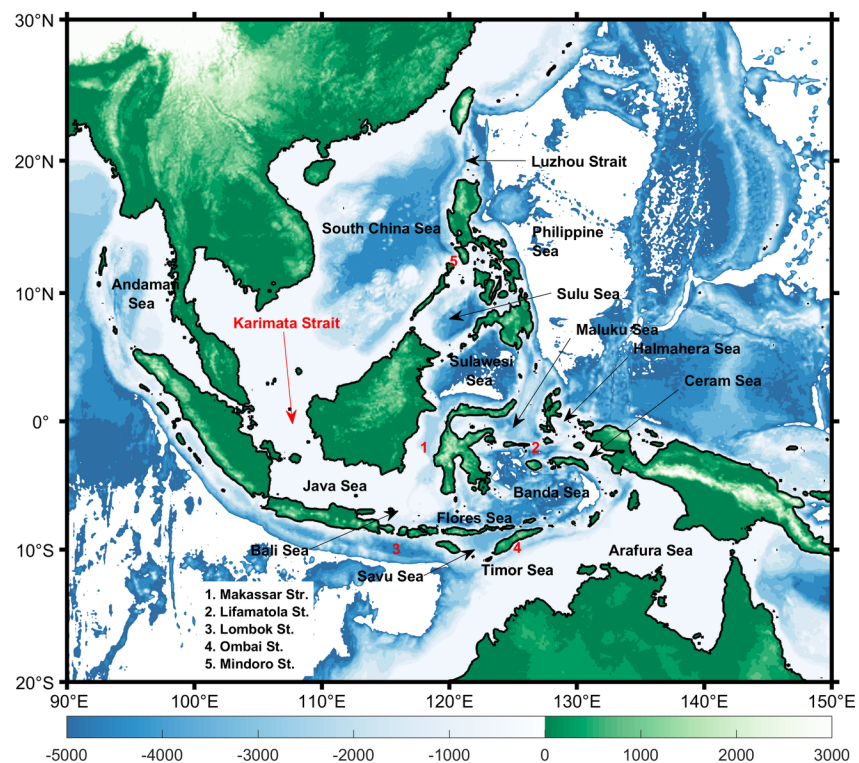 30°N
20°N
10°N
0°
10°S
20°S
Luzhou Strait
South China Sea
Philippine
Sea
5
Andaman
Sea
Sulu Sea
Karimata Strait
Maluku Sea
Halmahera Sea
Sulawesi
Sea
Ceram Sea
1
2
Java Sea
Banda Sea
Flores Sea
Bali Sea
3
4
Arafura Sea
Savu Sea
Timor Sea
1. Makassar Str.
2. Lifamatola St.
3. Lombok St.
4. Ombai St.
5. Mindoro St.
90°E 100°E 110°E 120°E 130°E 140°E 150°E
-5000 -4000 -3000 -2000 -1000 0 1000 2000 3000